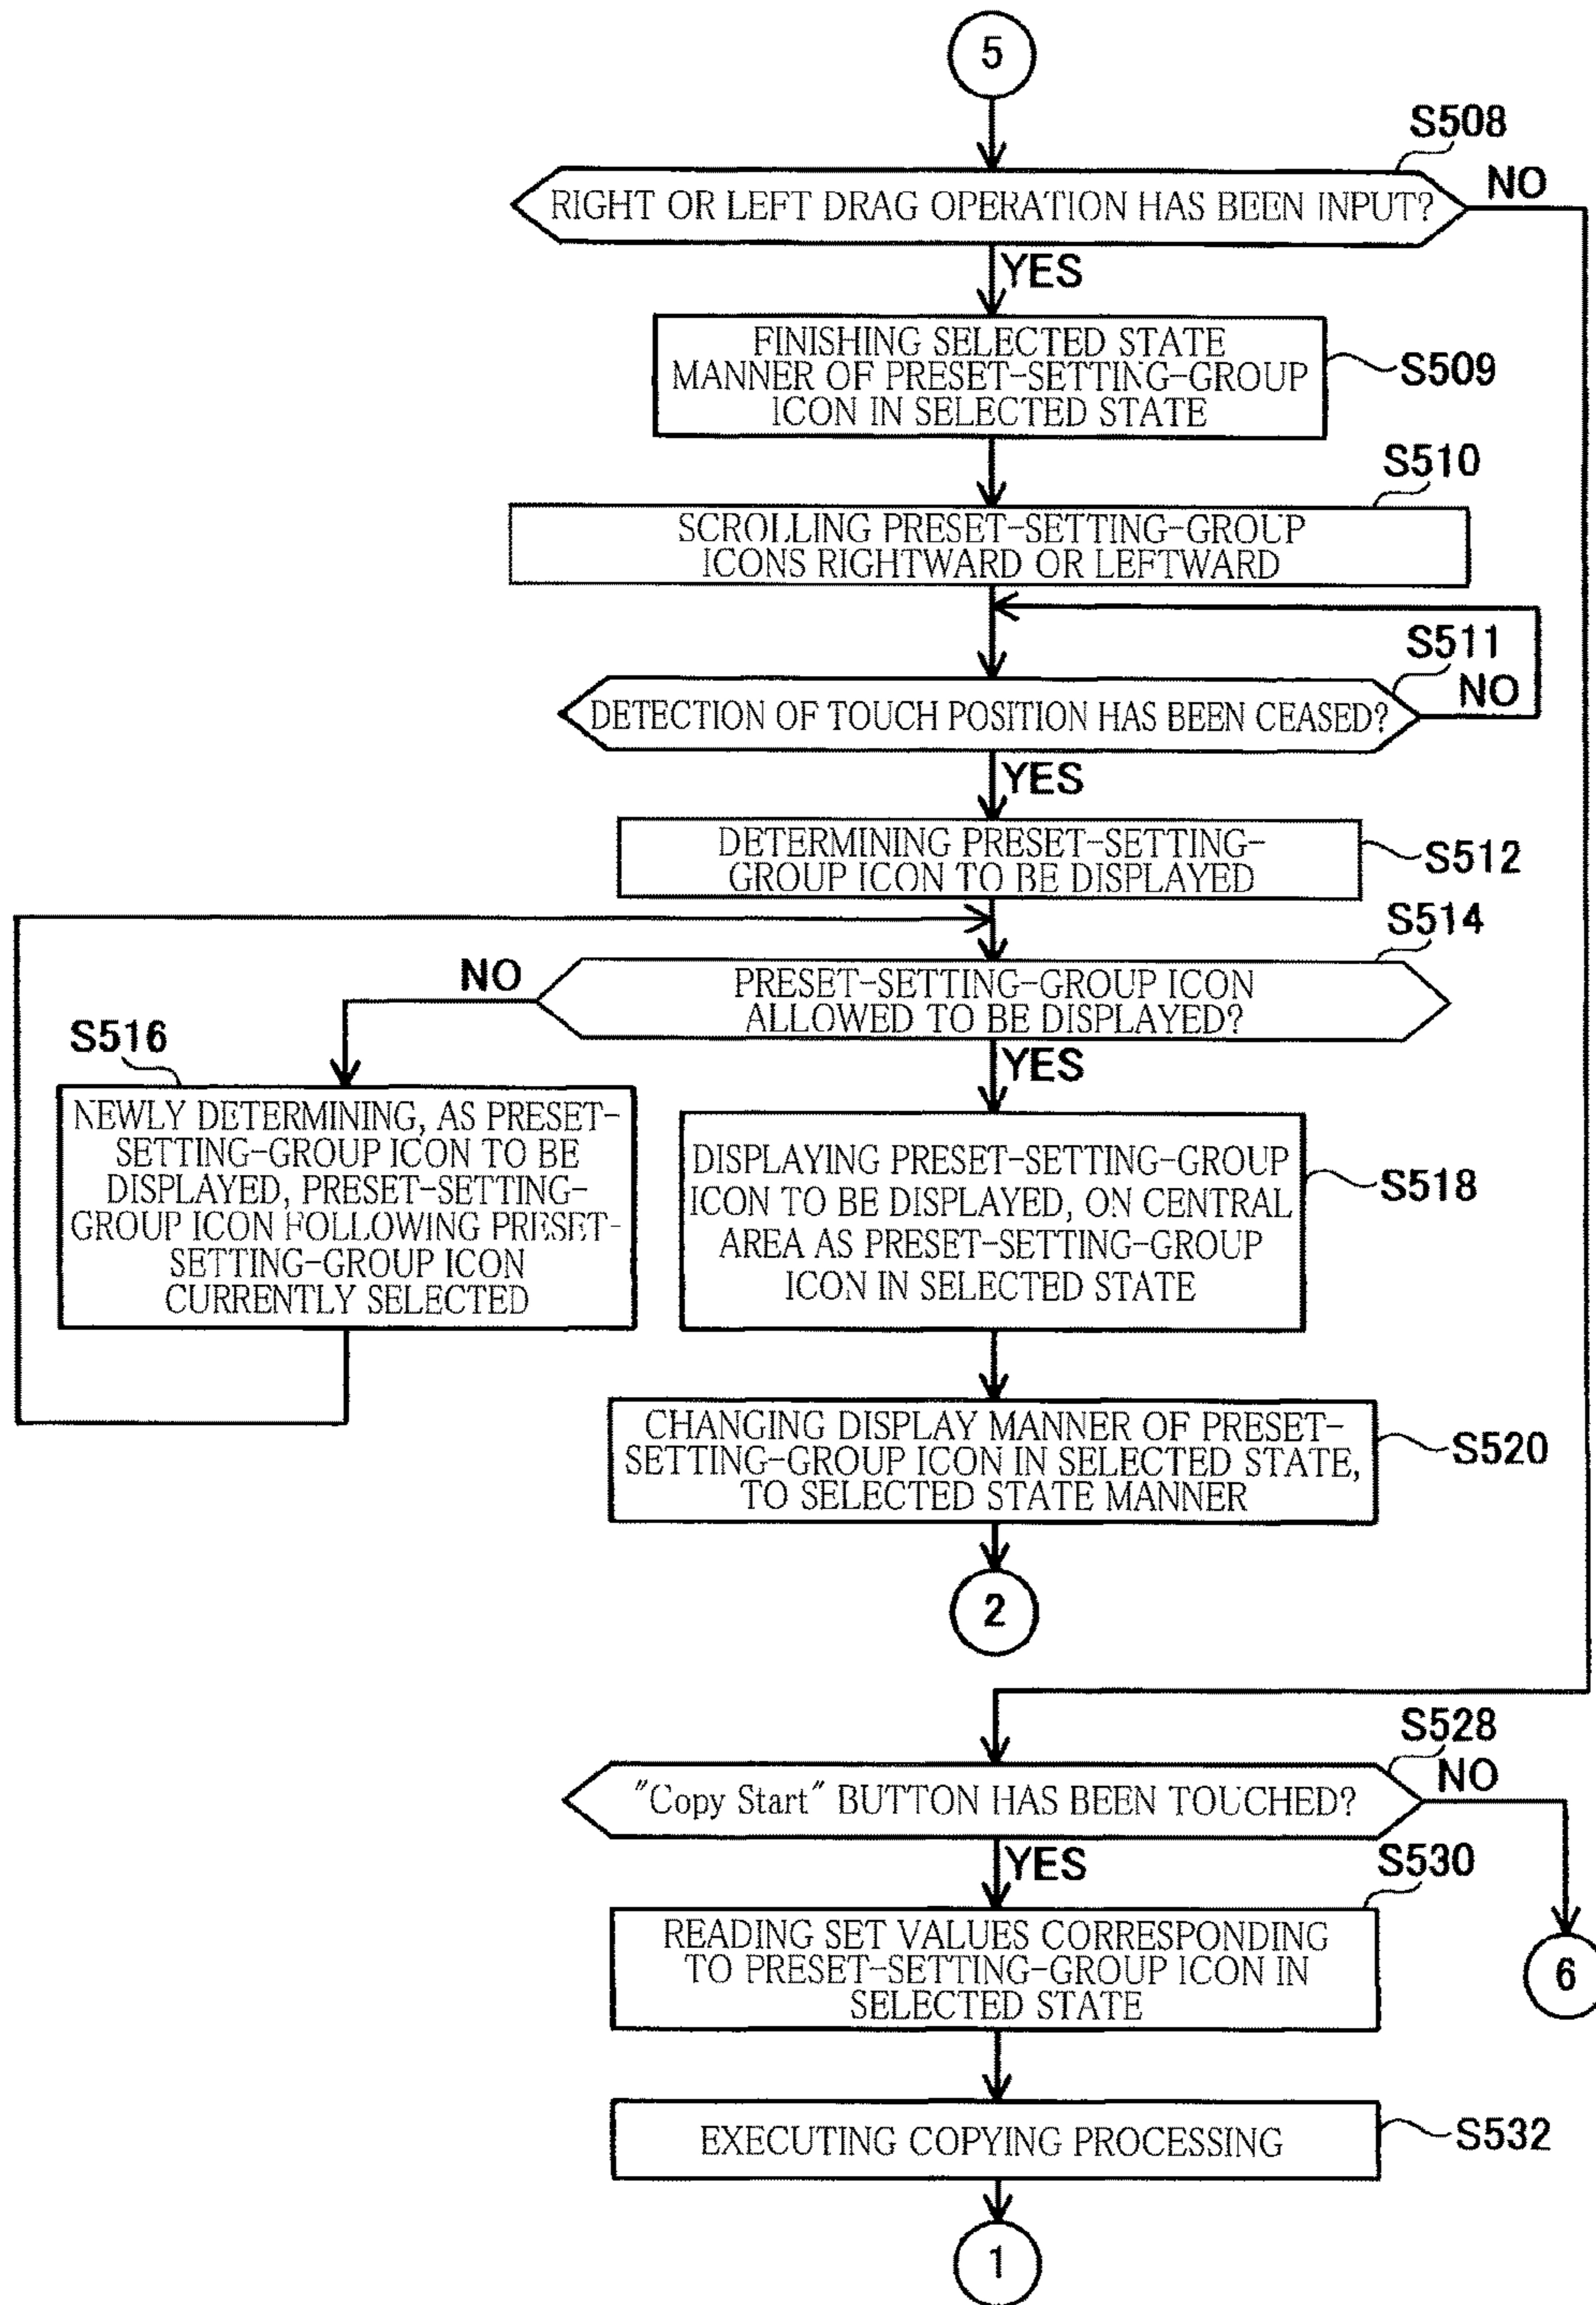 5
S508
RIGHT OR LEFT DRAG OPERATION HAS BEEN INPUT?
NO
YES
FINISHING SELECTED STATE
MANNER OF PRESET-SETTING-GROUP
ICON IN SELECTED STATE
S509
S510
SCROLLING PRESET-SETTING-GROUP
ICONS RIGHTWARD OR LEFTWARD
S511
DETECTION OF TOUCH POSITION HAS BEEN CEASED?
NO
YES
DETERMINING PRESET-SETTING-
GROUP ICON TO BE DISPLAYED
S512
S514
NO
PRESET-SETTING-GROUP ICON
ALLOWED TO BE DISPLAYED?
YES
S516
NEWLY DETERMINING, AS PRESET-
SETTING-GROUP ICON TO BE
DISPLAYED, PRESET-SETTING-
GROUP ICON FOLLOWING PRESET-
SETTING-GROUP ICON
CURRENTLY SELECTED
DISPLAYING PRESET-SETTING-GROUP
ICON TO BE DISPLAYED, ON CENTRAL
AREA AS PRESET-SETTING-GROUP
ICON IN SELECTED STATE
S518
CHANGING DISPLAY MANNER OF PRESET-
SETTING-GROUP ICON IN SELECTED STATE,
TO SELECTED STATE MANNER
S520
2
S528
"Copy Start" BUTTON HAS BEEN TOUCHED?
NO
YES
S530
READING SET VALUES CORRESPONDING
TO PRESET-SETTING-GROUP ICON IN
SELECTED STATE
6
EXECUTING COPYING PROCESSING
S532
1